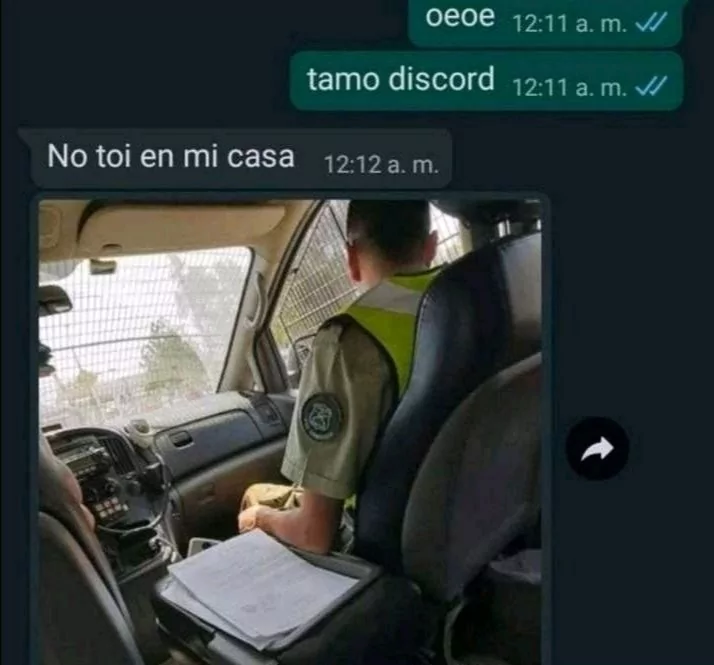 oeoe 12:11 a. m.
tamo discord 12:11 a. m.
No toi en mi casa 12:12 a. m.